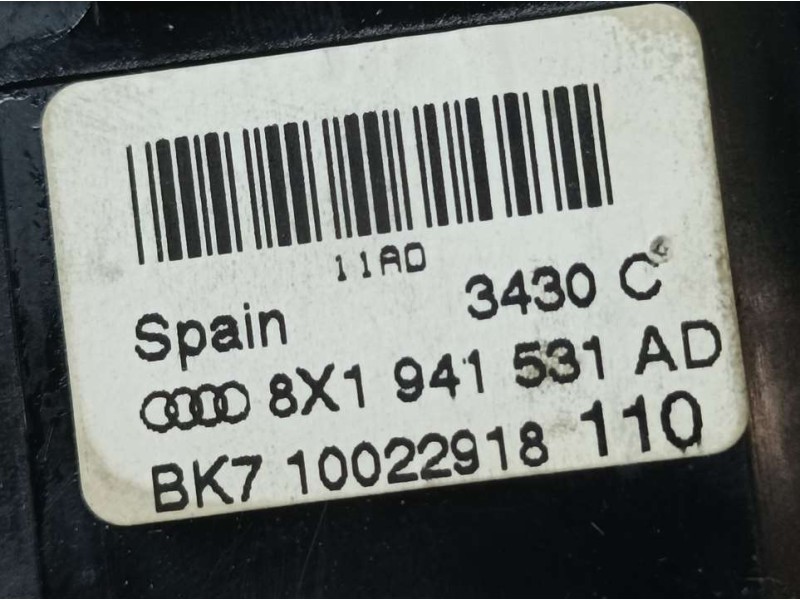 11AD
Spain 3430 C
8X1 941 531 AD
BK7 10022918 110